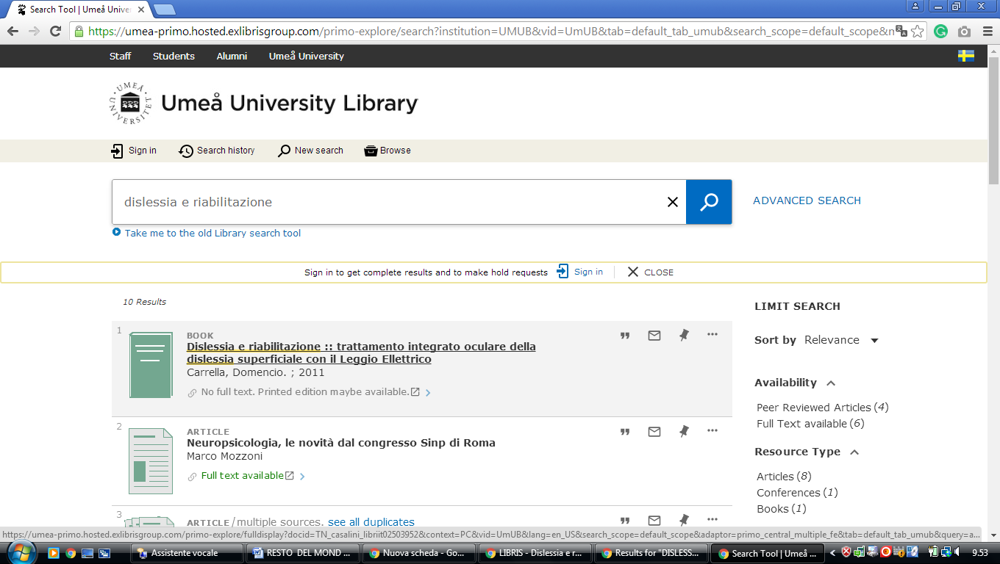 Search Tool | Umeå Univer
https://umea-primo.hosted.exlibrisgroup.com/primo-explore/search?institution=UMUB&vid=UmUB&tab=default_tab_umub&search_scope=default_scope&n
Staff Students Alumni Umeå University
UMEÅ UNIVERSITET
Umeå University Library
Sign in Search history New search Browse
dislessia e riabilitazione
ADVANCED SEARCH
Take me to the old Library search tool
Sign in to get complete results and to make hold requests Sign in CLOSE
10 Results
1
BOOK
Dislessia e riabilitazione :: trattamento integrato oculare della
dislessia superficiale con il Leggio Ellettrico
Carrella, Domencio. ; 2011
No full text. Printed edition maybe available.
2
ARTICLE
Neuropsicologia, le novità dal congresso Sinp di Roma
Marco Mozzoni
Full text available
3
ARTICLE / multiple sources. see all duplicates
LIMIT SEARCH
Sort by Relevance
Availability
Peer Reviewed Articles (4)
Full Text available (6)
Resource Type
Articles (8)
Conferences (1)
Books (1)
https://umea-primo.hosted.exlibrisgroup.com/primo-explore/fulldisplay?docid=TN_casalini_libriit02503952&context=PC&vid=UmUB&lang=en_US&search_scope=default_scope&adaptor=primo_central_multiple_fe&tab=default_tab_umub&query=a...
Assistente vocale RESTO DEL MOND ... Nuova scheda - Go... LIBRIS - Dislessia e r... Results for "DISLESS... Search Tool | Umeå ... 9.53